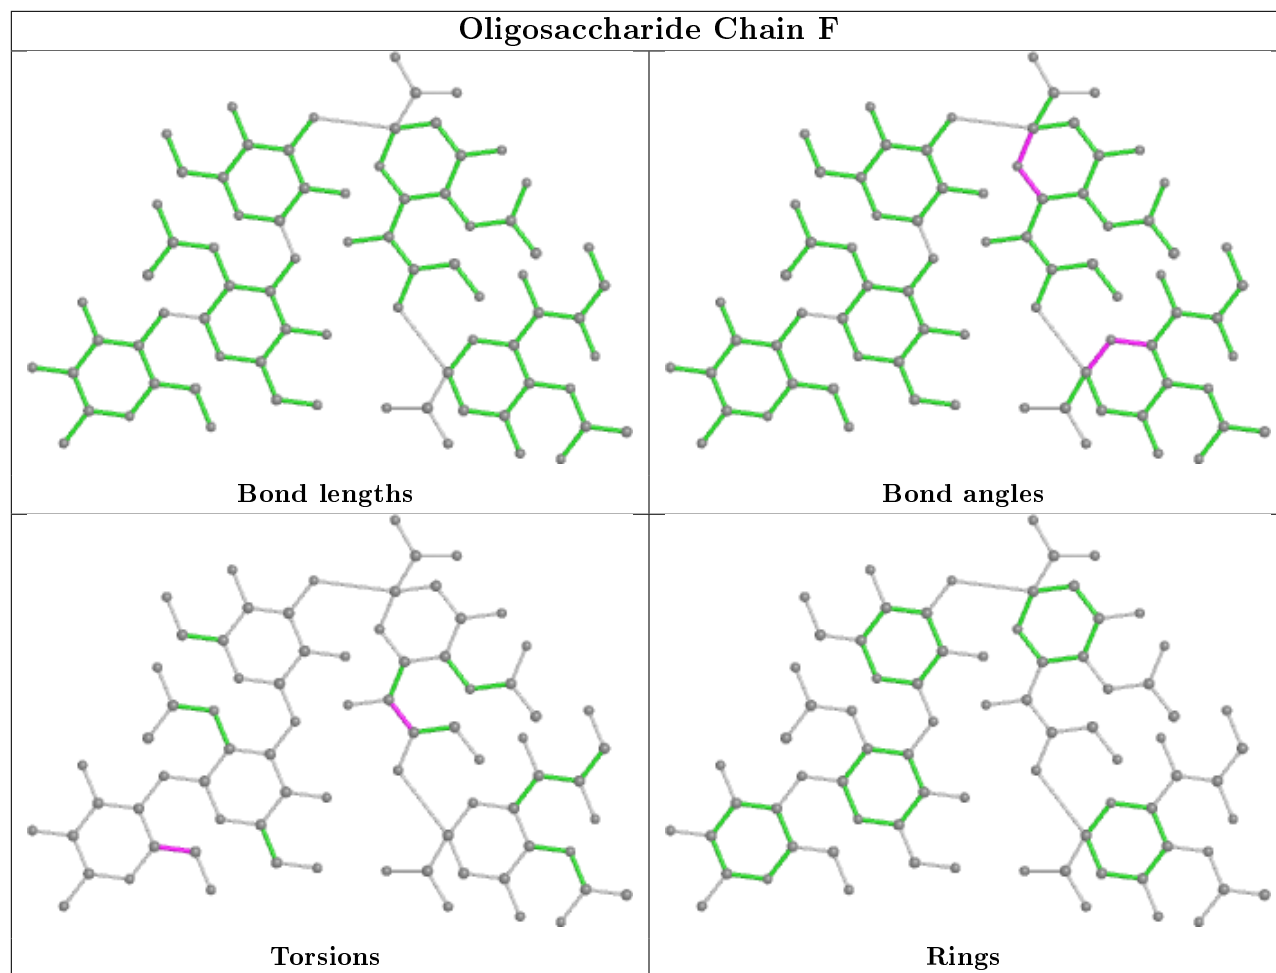 Oligosaccharide Chain F
Bond lengths
Bond angles
Torsions
Rings